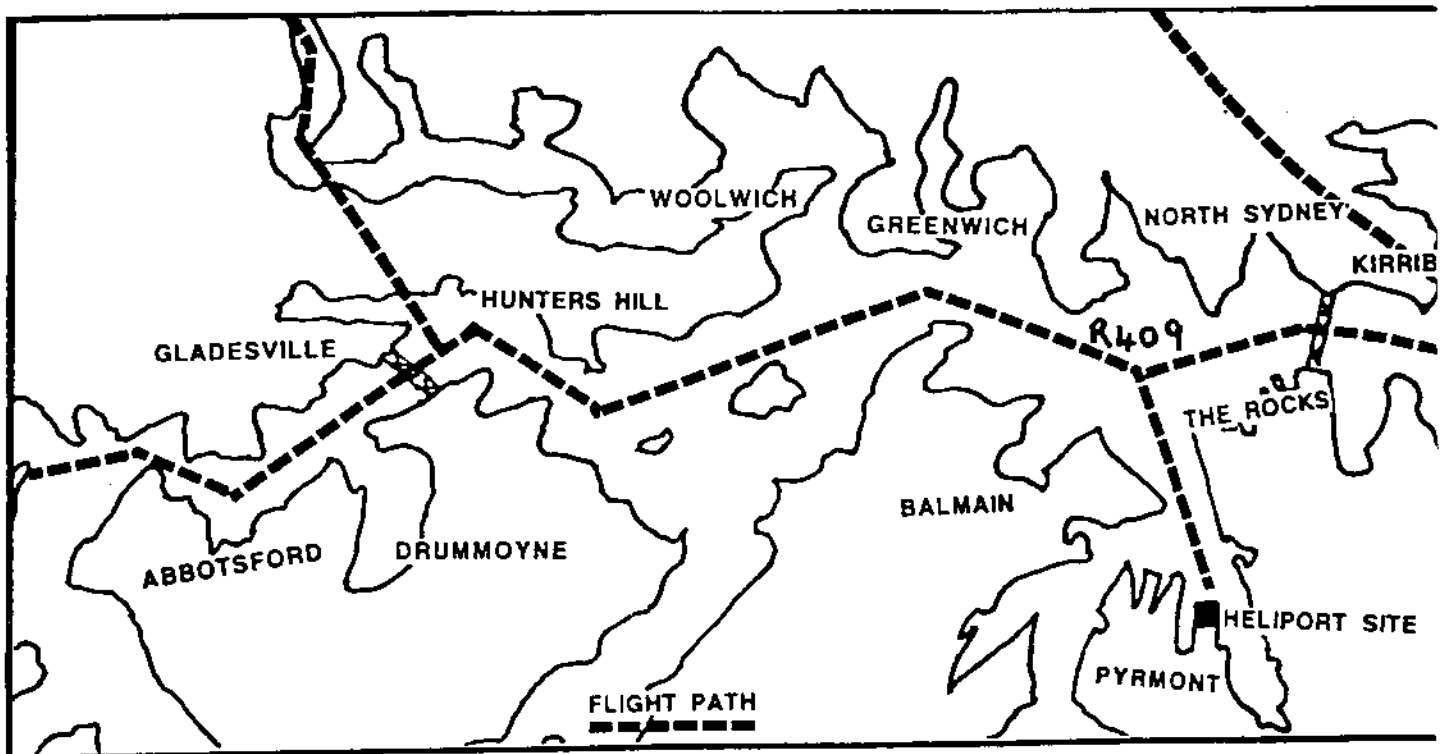 WOOLWICH
GREENWICH
NORTH SYDNEY
KIRRIB
HUNTERS HILL
R409
GLADESVILLE
THE ROCKS
BALMAIN
ABBOTSFORD
DRUMMOYNE
HELIPORT SITE
PYRMONT
FLIGHT PATH